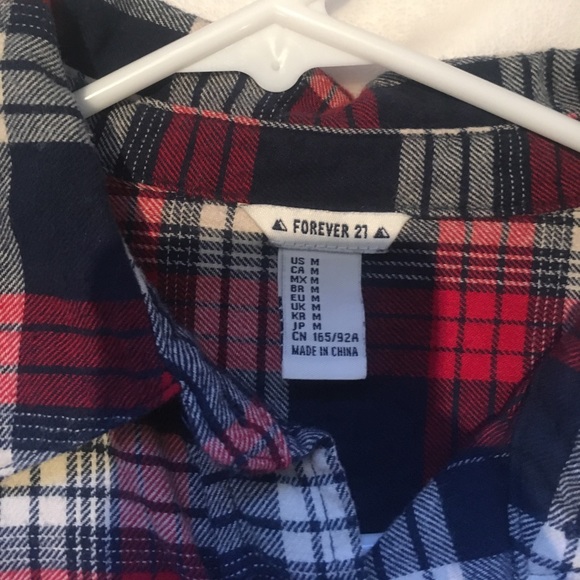 FOREVER 21
US M
CA M
MX M
BR M
EU M
UK M
KR M
JP M
CN 165/92A
MADE IN CHINA